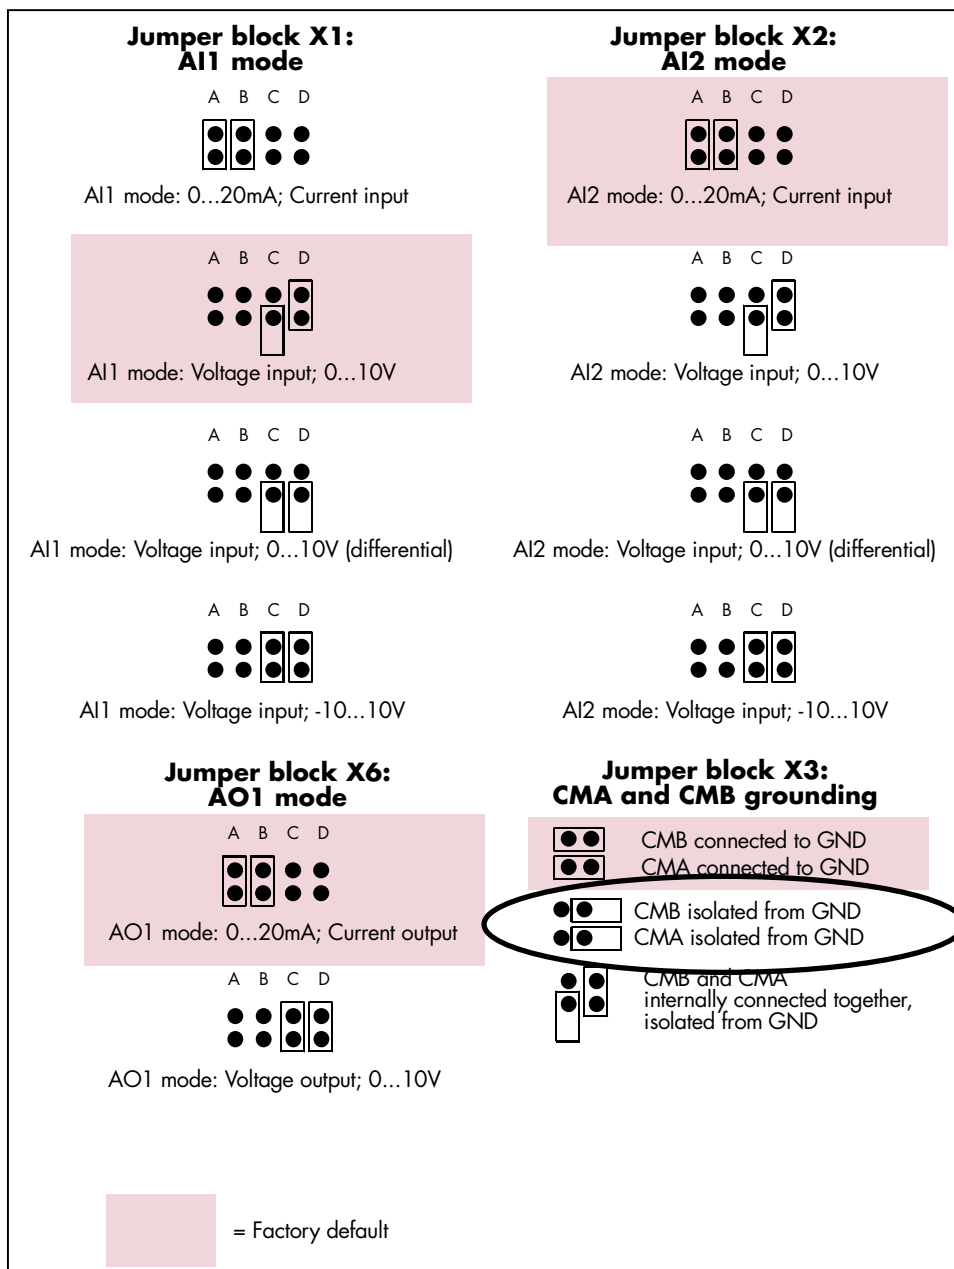 Jumper block X1:
AI1 mode
A B C D
AI1 mode: 0...20mA; Current input
A B C D
AI1 mode: Voltage input; 0...10V
A B C D
AI1 mode: Voltage input; 0...10V (differential)
A B C D
AI1 mode: Voltage input; -10...10V
Jumper block X2:
AI2 mode
A B C D
AI2 mode: 0...20mA; Current input
A B C D
AI2 mode: Voltage input; 0...10V
A B C D
AI2 mode: Voltage input; 0...10V (differential)
A B C D
AI2 mode: Voltage input; -10...10V
Jumper block X6:
AO1 mode
A B C D
AO1 mode: 0...20mA; Current output
A B C D
AO1 mode: Voltage output; 0...10V
Jumper block X3:
CMA and CMB grounding
CMB connected to GND
CMA connected to GND
CMB isolated from GND
CMA isolated from GND
CMB and CMA
internally connected together,
isolated from GND
= Factory default